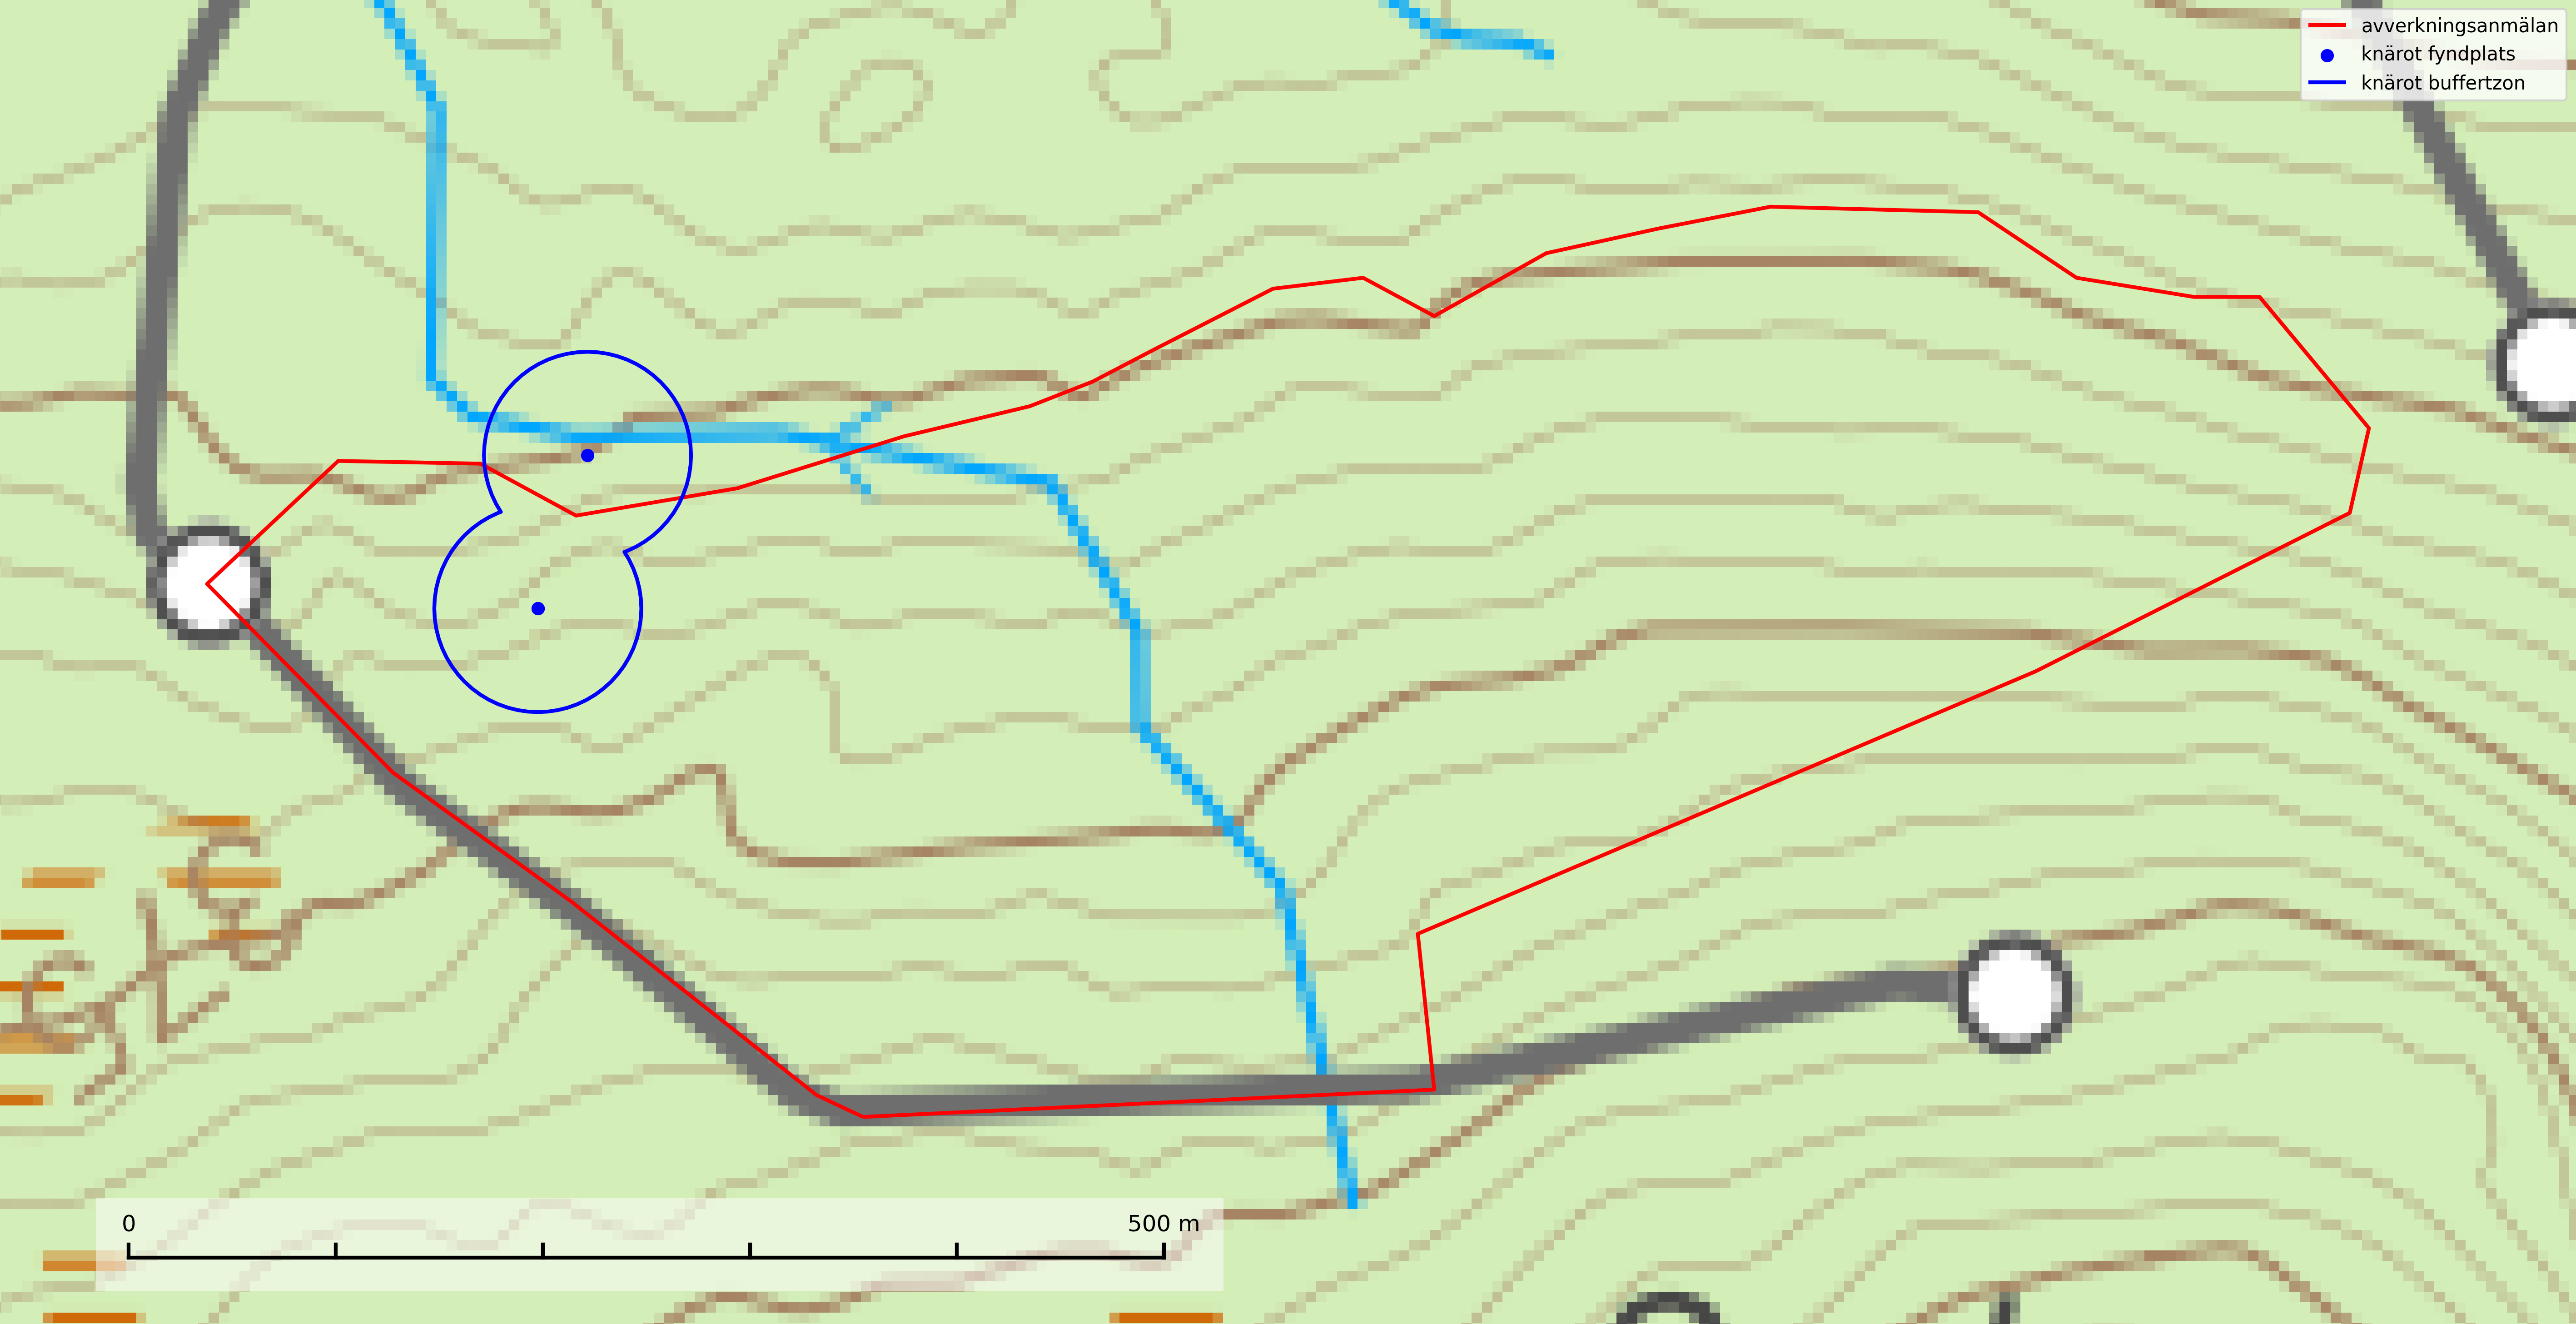 avverkningsanmälan
knärot fyndplats
knärot buffertzon
0 500 m